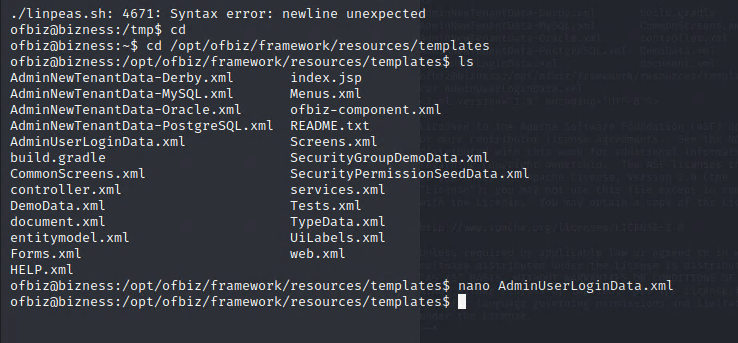 ./linpeas.sh: 4671: Syntax error: newline unexpected
ofbiz@bizness:/tmp$ cd
ofbiz@bizness:~$ cd /opt/ofbiz/framework/resources/templates
ofbiz@bizness:/opt/ofbiz/framework/resources/templates$ ls
AdminNewTenantData-Derby.xml index.jsp
AdminNewTenantData-MySQL.xml Menus.xml
AdminNewTenantData-Oracle.xml ofbiz-component.xml
AdminNewTenantData-PostgreSQL.xml README.txt
AdminUserLoginData.xml Screens.xml
build.gradle SecurityGroupDemoData.xml
CommonScreens.xml SecurityPermissionSeedData.xml
controller.xml services.xml
DemoData.xml Tests.xml
document.xml TypeData.xml
entitymodel.xml UiLabels.xml
Forms.xml web.xml
HELP.xml
ofbiz@bizness:/opt/ofbiz/framework/resources/templates$ nano AdminUserLoginData.xml
ofbiz@bizness:/opt/ofbiz/framework/resources/templates$